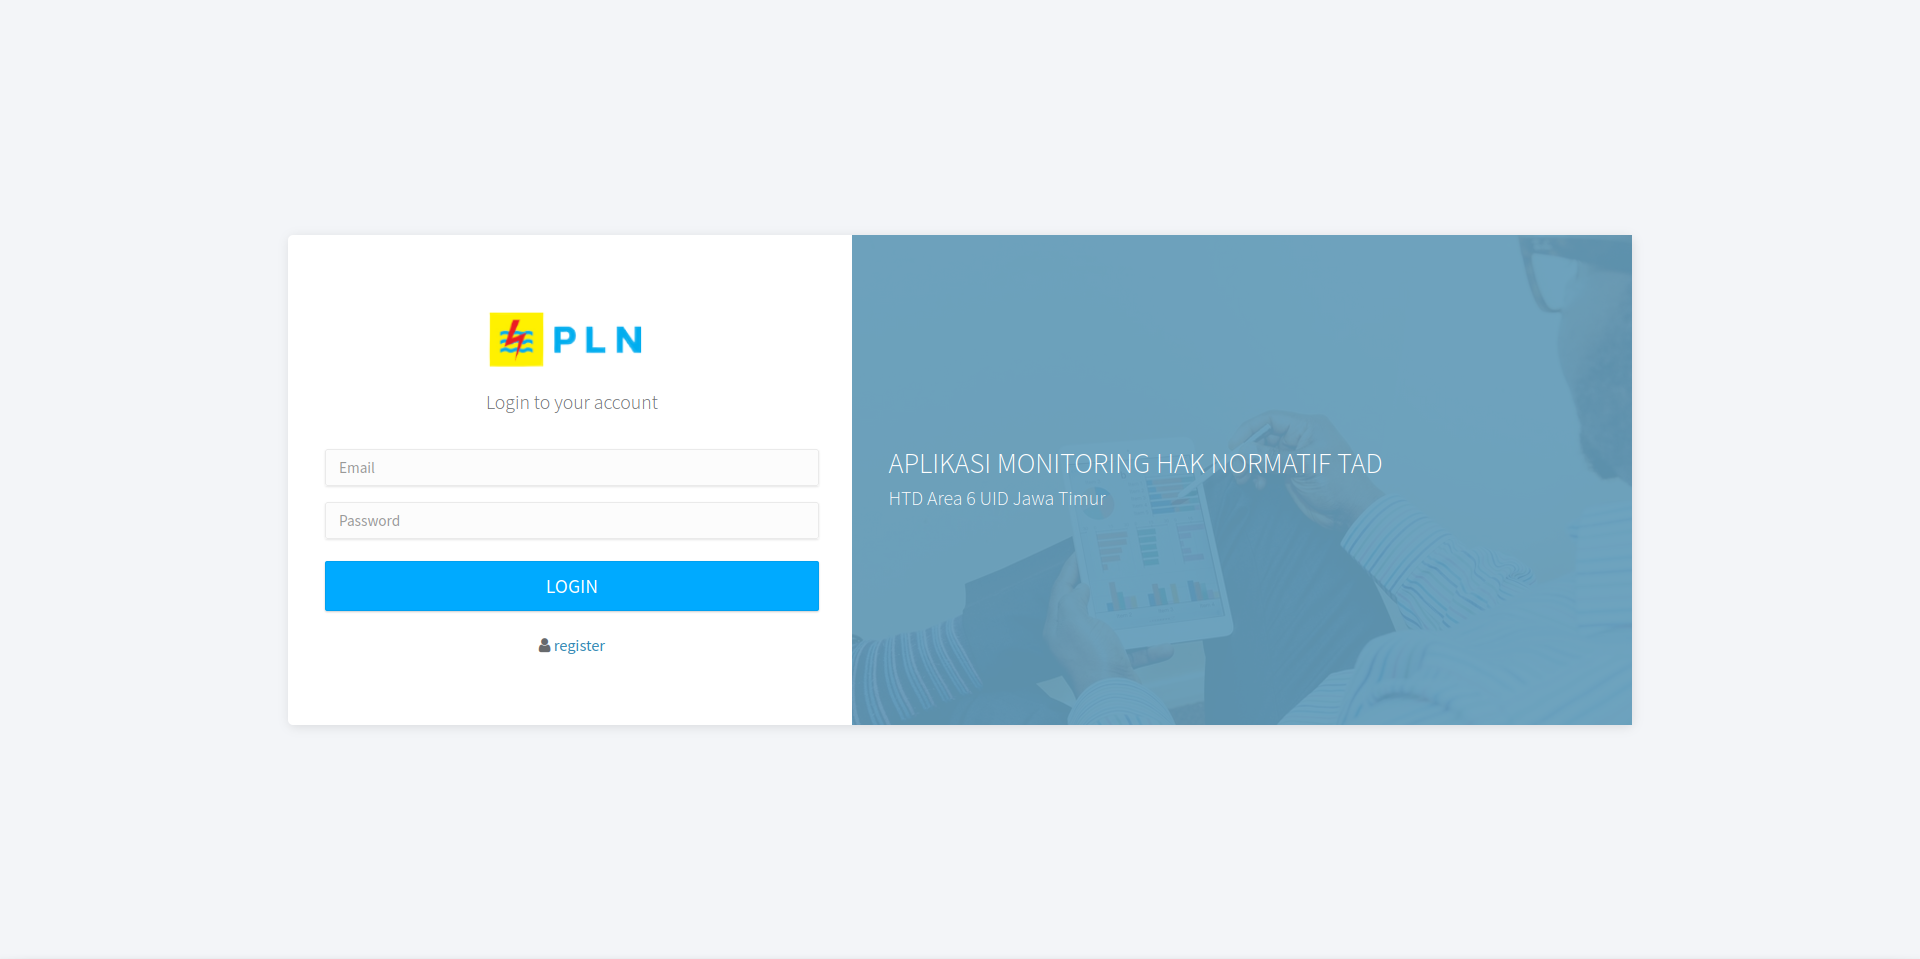 PLN
Login to your account
Email
Password
LOGIN
register
APLIKASI MONITORING HAK NORMATIF TAD
HTD Area 6 UID Jawa Timur